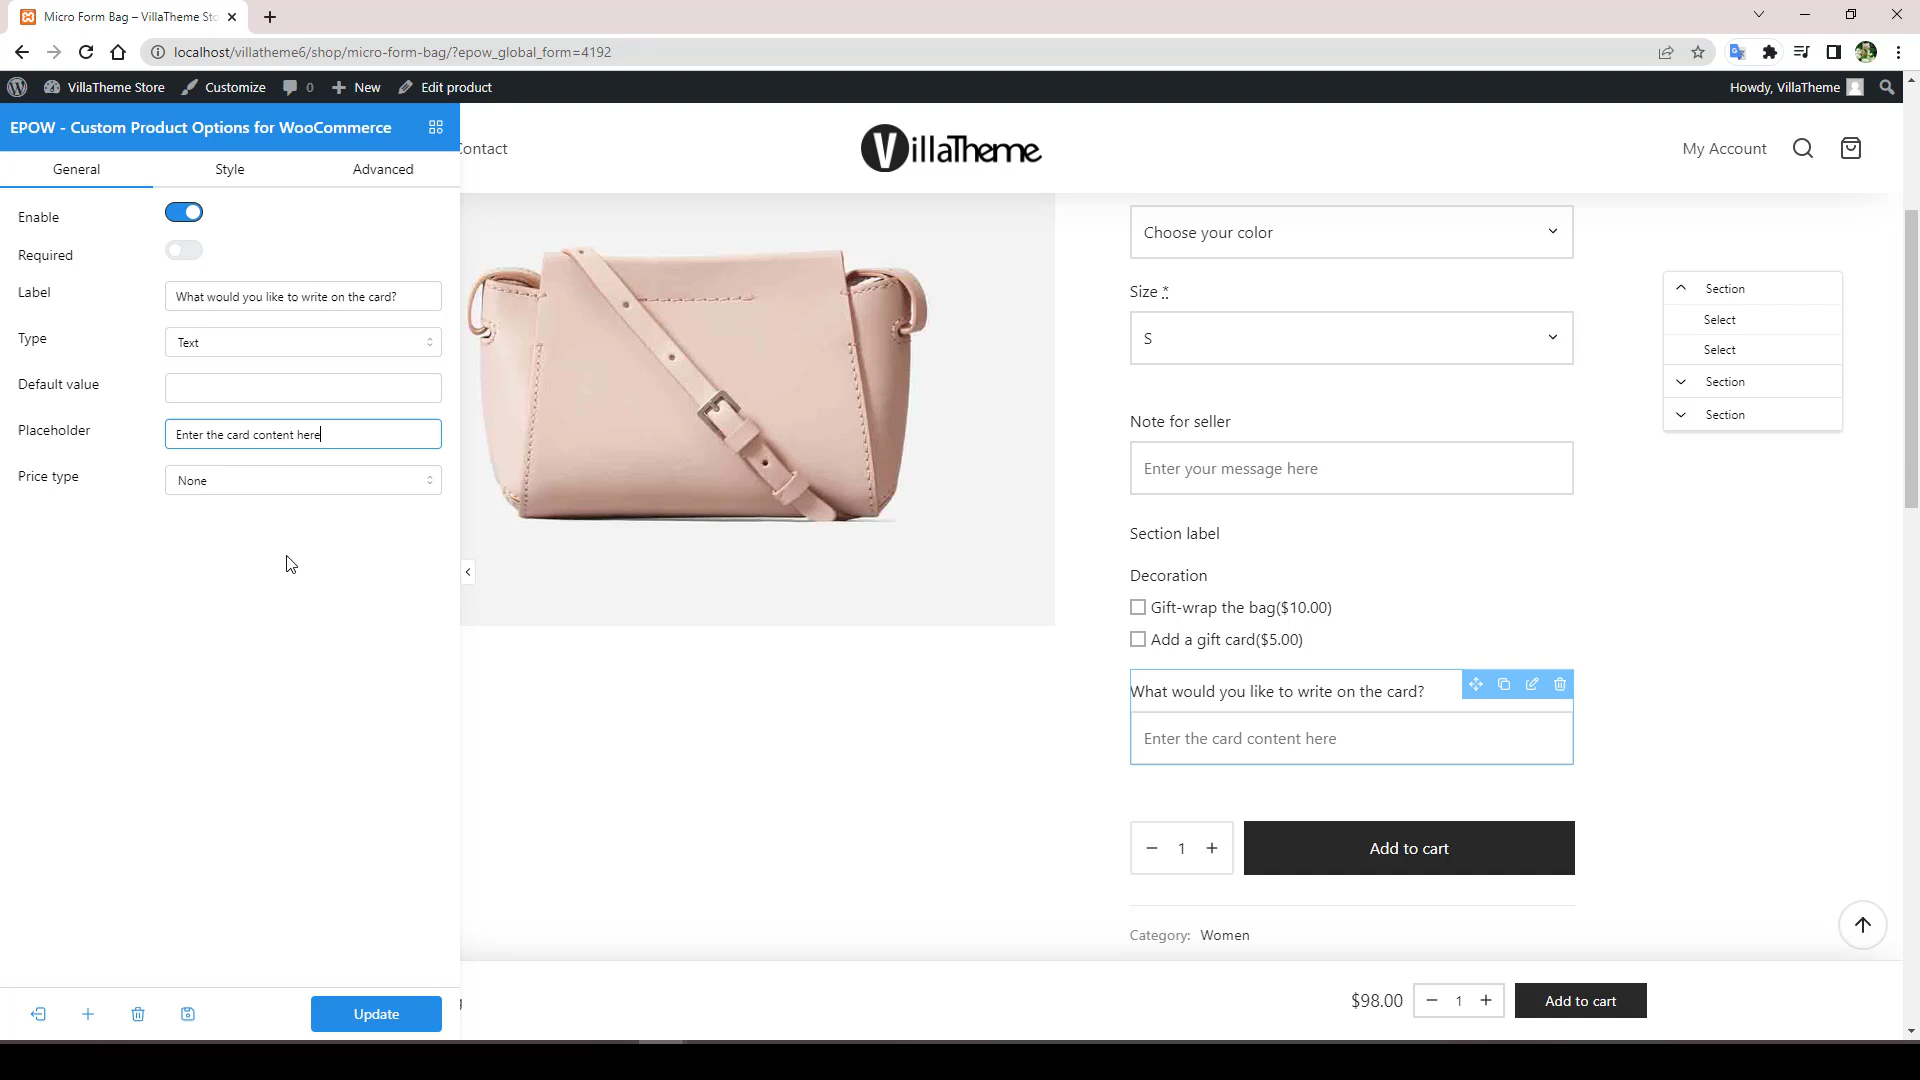 Micro Form Bag – VillaTheme Sto
localhost/villatheme6/shop/micro-form-bag/?epow_global_form=4192
VillaTheme Store
Customize
0
New
Edit product
Howdy, VillaTheme
EPOW - Custom Product Options for WooCommerce
General
Style
Advanced
Enable
Required
Label
What would you like to write on the card?
Type
Text
Default value
Placeholder
Enter the card content here
Price type
None
Update
Contact
VillaTheme
My Account
Choose your color
Size *
S
Note for seller
Enter your message here
Section label
Decoration
Gift-wrap the bag($10.00)
Add a gift card($5.00)
What would you like to write on the card?
Enter the card content here
− 1 +
Add to cart
Category: Women
Section
Select
Select
Section
Section
$98.00
− 1 +
Add to cart